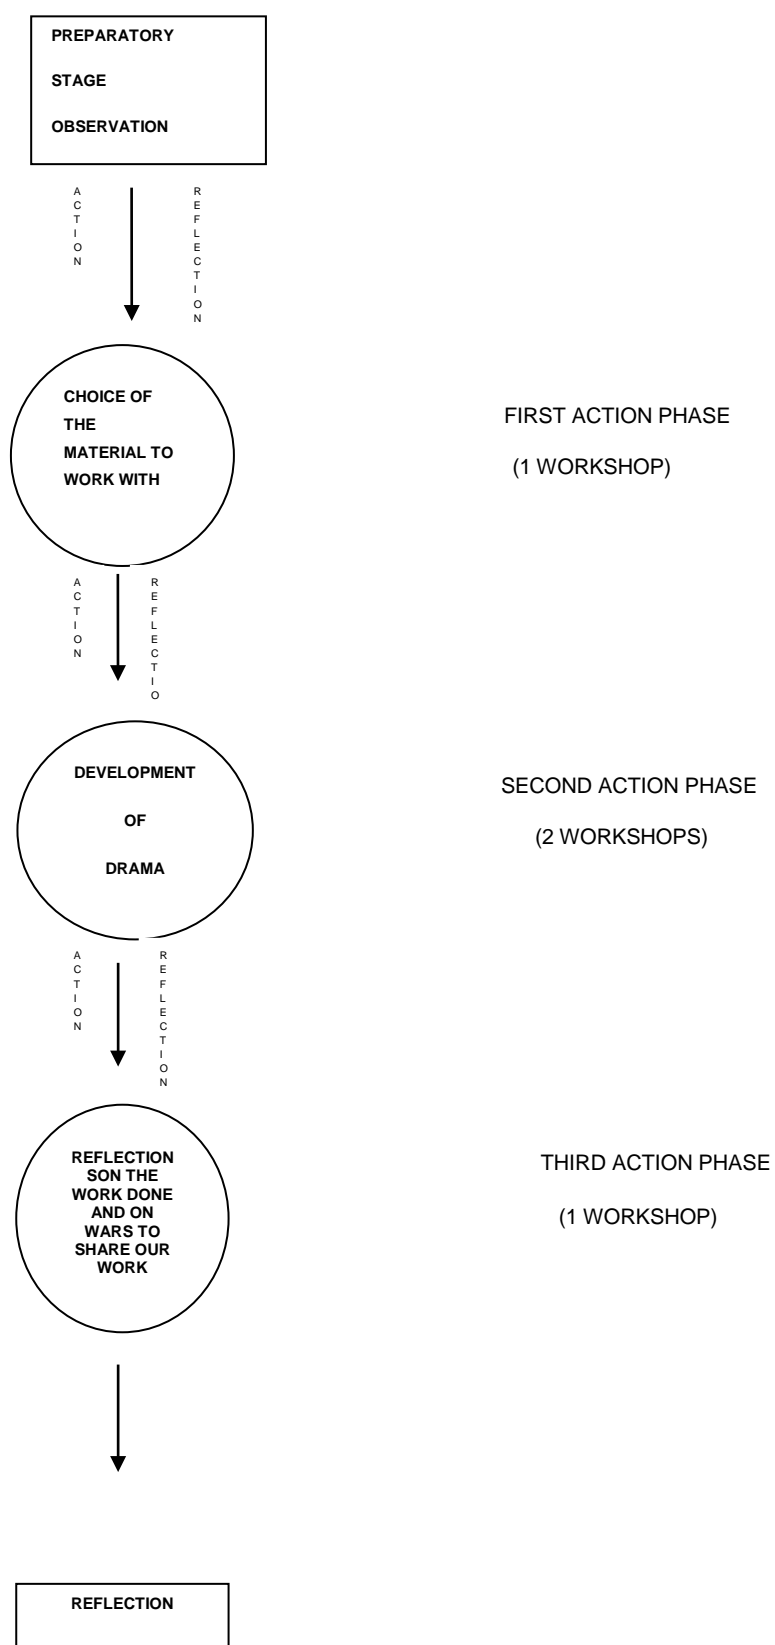 PREPARATORY
STAGE
OBSERVATION
ACTION
REFLECTION
CHOICE OF
THE
MATERIAL TO
WORK WITH
FIRST ACTION PHASE
(1 WORKSHOP)
ACTION
REFLECTIO
DEVELOPMENT
OF
DRAMA
SECOND ACTION PHASE
(2 WORKSHOPS)
ACTION
REFLECTION
REFLECTION
SON THE
WORK DONE
AND ON
WARS TO
SHARE OUR
WORK
THIRD ACTION PHASE
(1 WORKSHOP)
REFLECTION